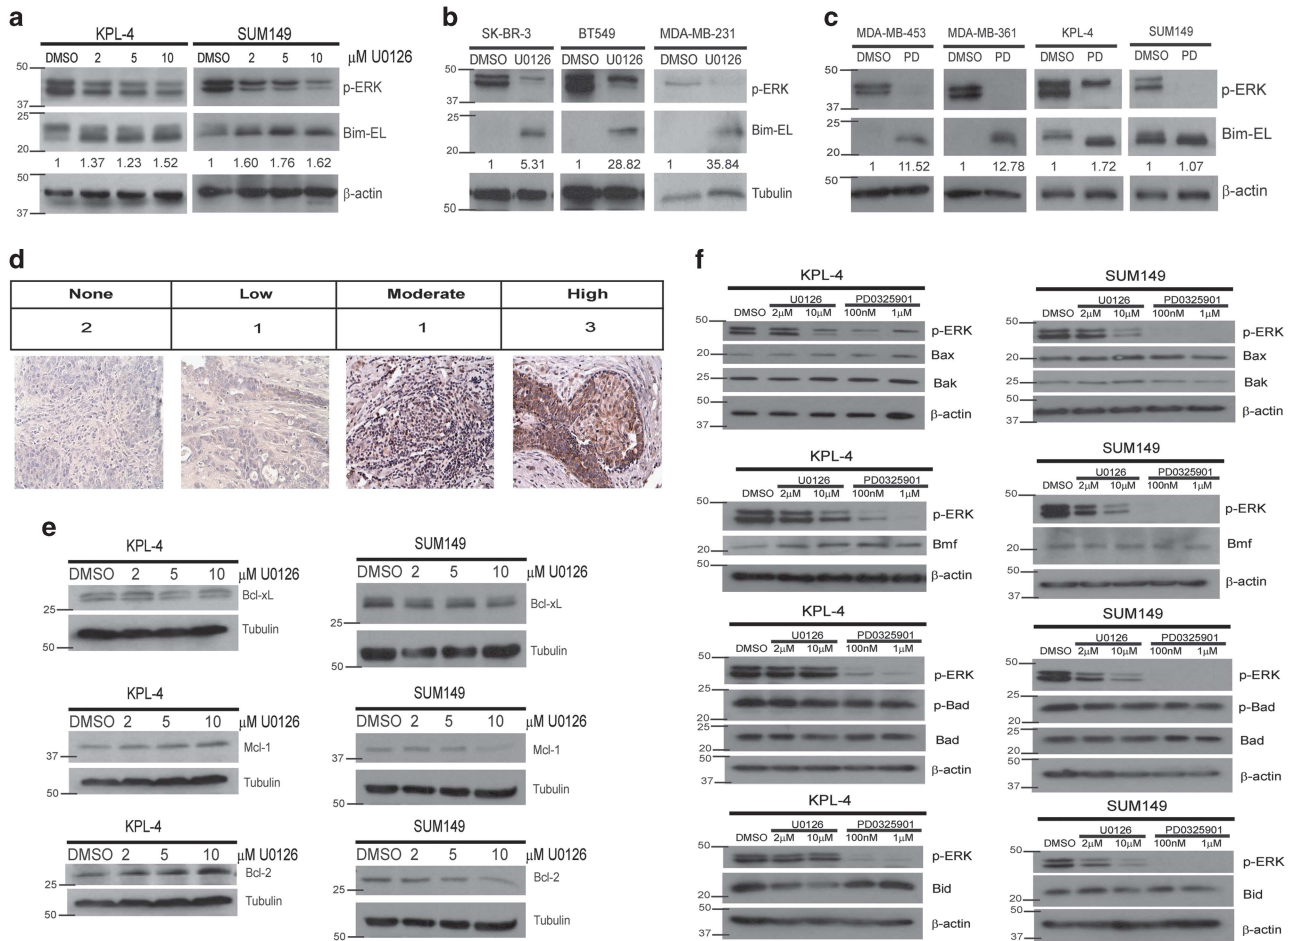 a
KPL-4 SUM149
DMSO 2 5 10 DMSO 2 5 10 μM U0126
50
p-ERK
37
25
Bim-EL
20
1 1.37 1.23 1.52 1 1.60 1.76 1.62
50
β-actin
37
b
SK-BR-3 BT549 MDA-MB-231
DMSO U0126 DMSO U0126 DMSO U0126
50
p-ERK
37
25
Bim-EL
20
1 5.31 1 28.82 1 35.84
Tubulin
50
c
MDA-MB-453 MDA-MB-361 KPL-4 SUM149
DMSO PD DMSO PD DMSO PD DMSO PD
50
p-ERK
37
25
Bim-EL
20
1 11.52 1 12.78 1 1.72 1 1.07
50
β-actin
d
None Low Moderate High
2 1 1 3
e
KPL-4
DMSO 2 5 10 μM U0126
Bcl-xL
25
Tubulin
50
SUM149
DMSO 2 5 10 μM U0126
Bcl-xL
25
Tubulin
50
KPL-4
DMSO 2 5 10 μM U0126
Mcl-1
37
Tubulin
50
SUM149
DMSO 2 5 10 μM U0126
Mcl-1
37
Tubulin
50
KPL-4
DMSO 2 5 10 μM U0126
Bcl-2
25
Tubulin
50
SUM149
DMSO 2 5 10 μM U0126
Bcl-2
25
Tubulin
50
f
KPL-4
U0126 PD0325901
DMSO 2μM 10μM 100nM 1μM
50
p-ERK
37
20 Bax
25 Bak
50
β-actin
37
SUM149
U0126 PD0325901
DMSO 2μM 10μM 100nM 1μM
50
p-ERK
37
20 Bax
25 Bak
50
β-actin
37
KPL-4
U0126 PD0325901
DMSO 2μM 10μM 100nM 1μM
50
p-ERK
Bmf
20
50 β-actin
SUM149
U0126 PD0325901
DMSO 2μM 10μM 100nM 1μM
50
p-ERK
Bmf
20
50
β-actin
37
KPL-4
U0126 PD0325901
DMSO 2μM 10μM 100nM 1μM
50
p-ERK
25
p-Bad
20
25
Bad
20
50
β-actin
37
SUM149
U0126 PD0325901
DMSO 2μM 10μM 100nM 1μM
50
p-ERK
25
p-Bad
20
25
Bad
20
50
β-actin
37
KPL-4
U0126 PD0325901
DMSO 2μM 10μM 100nM 1μM
50
p-ERK
Bid
20
50
β-actin
37
SUM149
U0126 PD0325901
DMSO 2μM 10μM 100nM 1μM
50
p-ERK
Bid
20
50
β-actin
37